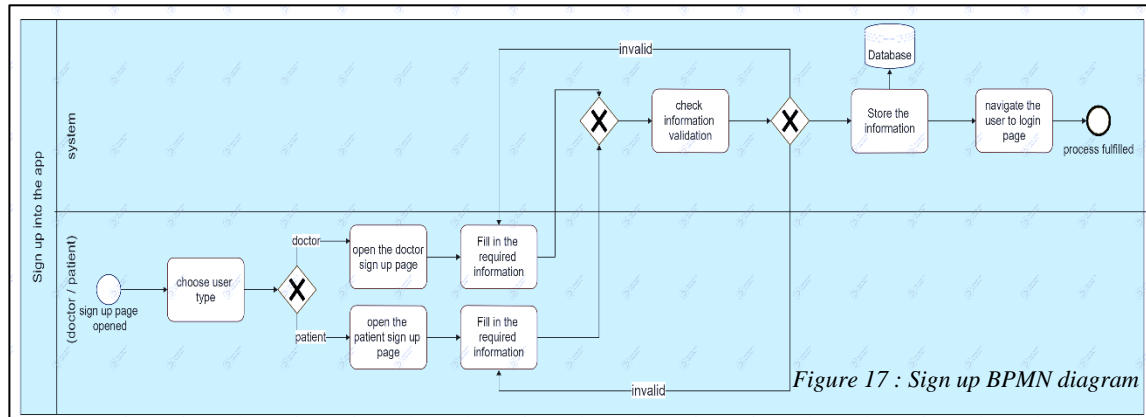 Sign up into the app
system
(doctor / patient)
invalid
Database
check
information
validation
Store the
information
navigate the
user to login
page
process fulfilled
sign up page
opened
choose user
type
doctor
open the doctor
sign up page
Fill in the
required
information
patient
open the
patient sign up
page
Fill in the
required
information
invalid
Figure 17 : Sign up BPMN diagram